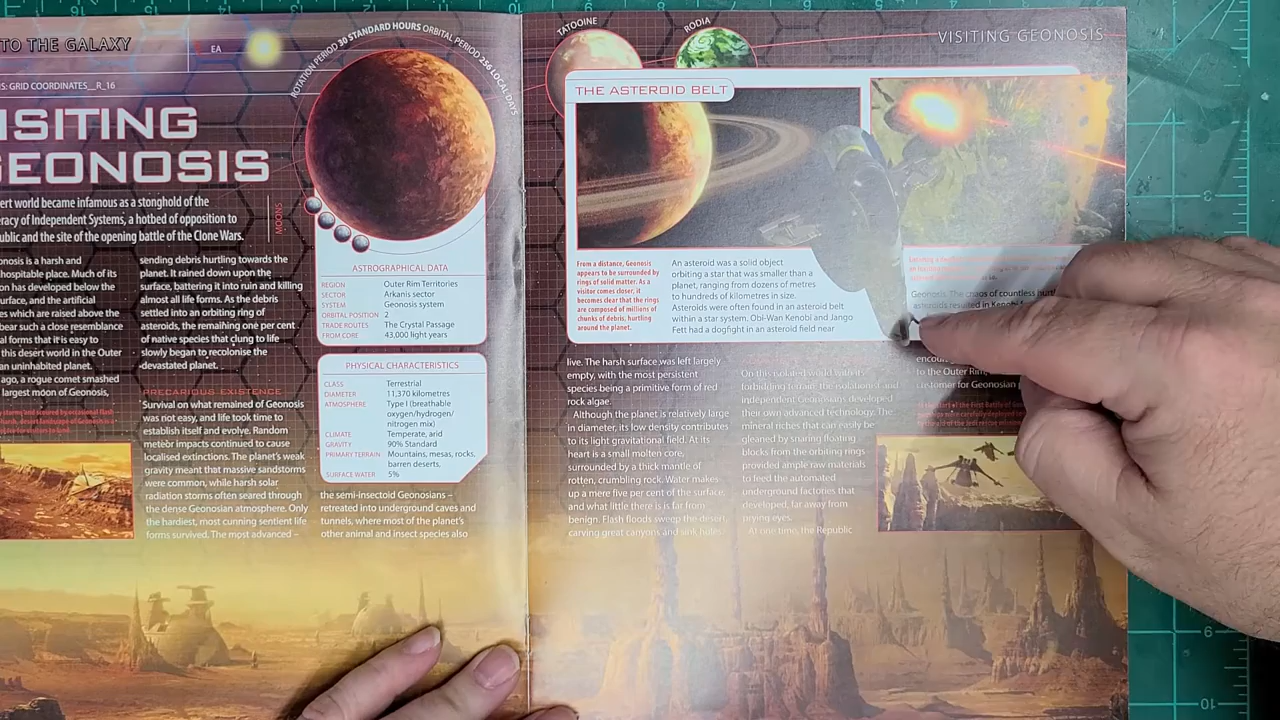 TO THE GALAXY
EA
GRID COORDINATES__R_16
ISITING
EONOSIS
ert world became infamous as a stronghold of the
eracy of Independent Systems, a hotbed of opposition to
ublic and the site of the opening battle of the Clone Wars.
onosis is a harsh and
hospitable place. Much of its
on has developed below the
urface, and the artificial
es which are raised above the
bear such a close resemblance
al forms that it is easy to
this desert world in the Outer
an uninhabited planet.
ago, a rogue comet smashed
largest moon of Geonosis,
sending debris hurtling towards the
planet. It rained down upon the
surface, battering it into ruin and killing
almost all life forms. As the debris
settled into an orbiting ring of
asteroids, the remaining one per cent
of native species that clung to life
slowly began to recolonise the
devastated planet.
PRECARIOUS EXISTENCE
Survival on what remained of Geonosis
was not easy, and life took time to
establish itself and evolve. Random
meteor impacts continued to cause
localised extinctions. The planet's weak
gravity meant that massive sandstorms
were common, while harsh solar
radiation storms often seared through
the dense Geonosian atmosphere. Only
the hardiest, most cunning sentient life
forms survived. The most advanced –
ROTATION PERIOD 30 STANDARD HOURS ORBITAL PERIOD 256 LOCAL DAYS
MOONS
ASTROGRAPHICAL DATA
REGION Outer Rim Territories
SECTOR Arkanis sector
SYSTEM Geonosis system
ORBITAL POSITION 2
TRADE ROUTES The Crystal Passage
FROM CORE 43,000 light years
PHYSICAL CHARACTERISTICS
CLASS Terrestrial
DIAMETER 11,370 kilometres
ATMOSPHERE Type I (breathable
oxygen/hydrogen/
nitrogen mix)
CLIMATE Temperate, arid
GRAVITY 90% Standard
PRIMARY TERRAIN Mountains, mesas, rocks,
barren deserts,
SURFACE WATER 5%
the semi-insectoid Geonosians –
retreated into underground caves and
tunnels, where most of the planet's
other animal and insect species also
TATOOINE
RODIA
VISITING GEONOSIS
THE ASTEROID BELT
From a distance, Geonosis
appears to be surrounded by
rings of solid matter. As a
visitor comes closer, it
becomes clear that the rings
are composed of millions of
chunks of debris, hurtling
around the planet.
An asteroid was a solid object
orbiting a star that was smaller than a
planet, ranging from dozens of metres
to hundreds of kilometres in size.
Asteroids were often found in an asteroid belt
within a star system. Obi-Wan Kenobi and Jango
Fett had a dogfight in an asteroid field near
Geonosis. The chaos of countless
asteroids resulted in Kenobi
live. The harsh surface was left largely
empty, with the most persistent
species being a primitive form of red
rock algae.
Although the planet is relatively large
in diameter, its low density contributes
to its light gravitational field. At its
heart is a small molten core,
surrounded by a thick mantle of
rotten, crumbling rock. Water makes
up a mere five per cent of the surface,
and what little there is is far from
benign. Flash floods sweep the desert,
carving great canyons and sink holes.
On this isolated world with its
forbidding terrain, the isolationist and
independent Geonosians developed
their own advanced technology. The
mineral riches that can easily be
gleaned by snaring floating
blocks from the orbiting rings
provided ample raw materials
to feed the automated
underground factories that
developed, far away from
prying eyes.
At one time, the Republic
to the Outer
customer for Geonosian
9
10